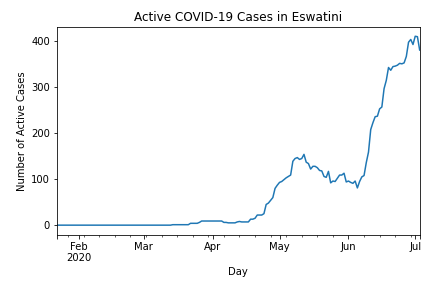 Active COVID-19 Cases in Eswatini
400
300
200
100
0
Number of Active Cases
Feb Mar Apr May Jun Jul
2020
Day